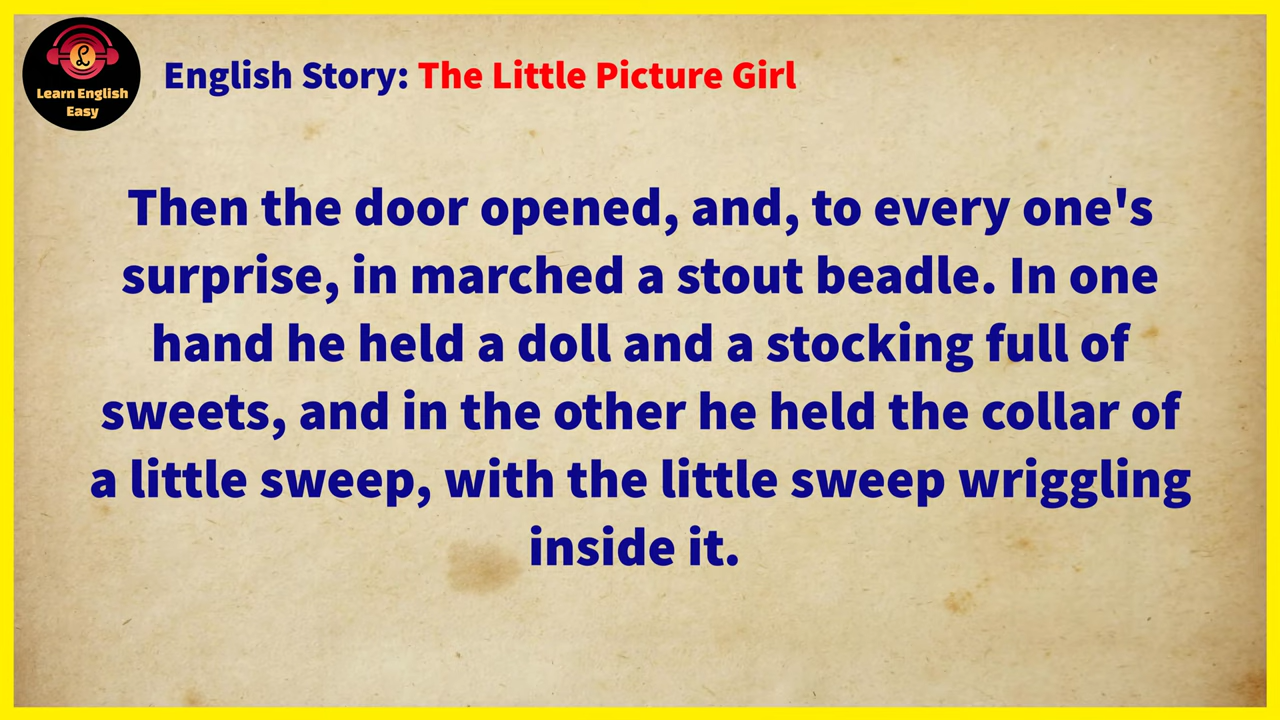 Learn English
Easy
English Story: The Little Picture Girl
Then the door opened, and, to every one's
surprise, in marched a stout beadle. In one
hand he held a doll and a stocking full of
sweets, and in the other he held the collar of
a little sweep, with the little sweep wriggling
inside it.